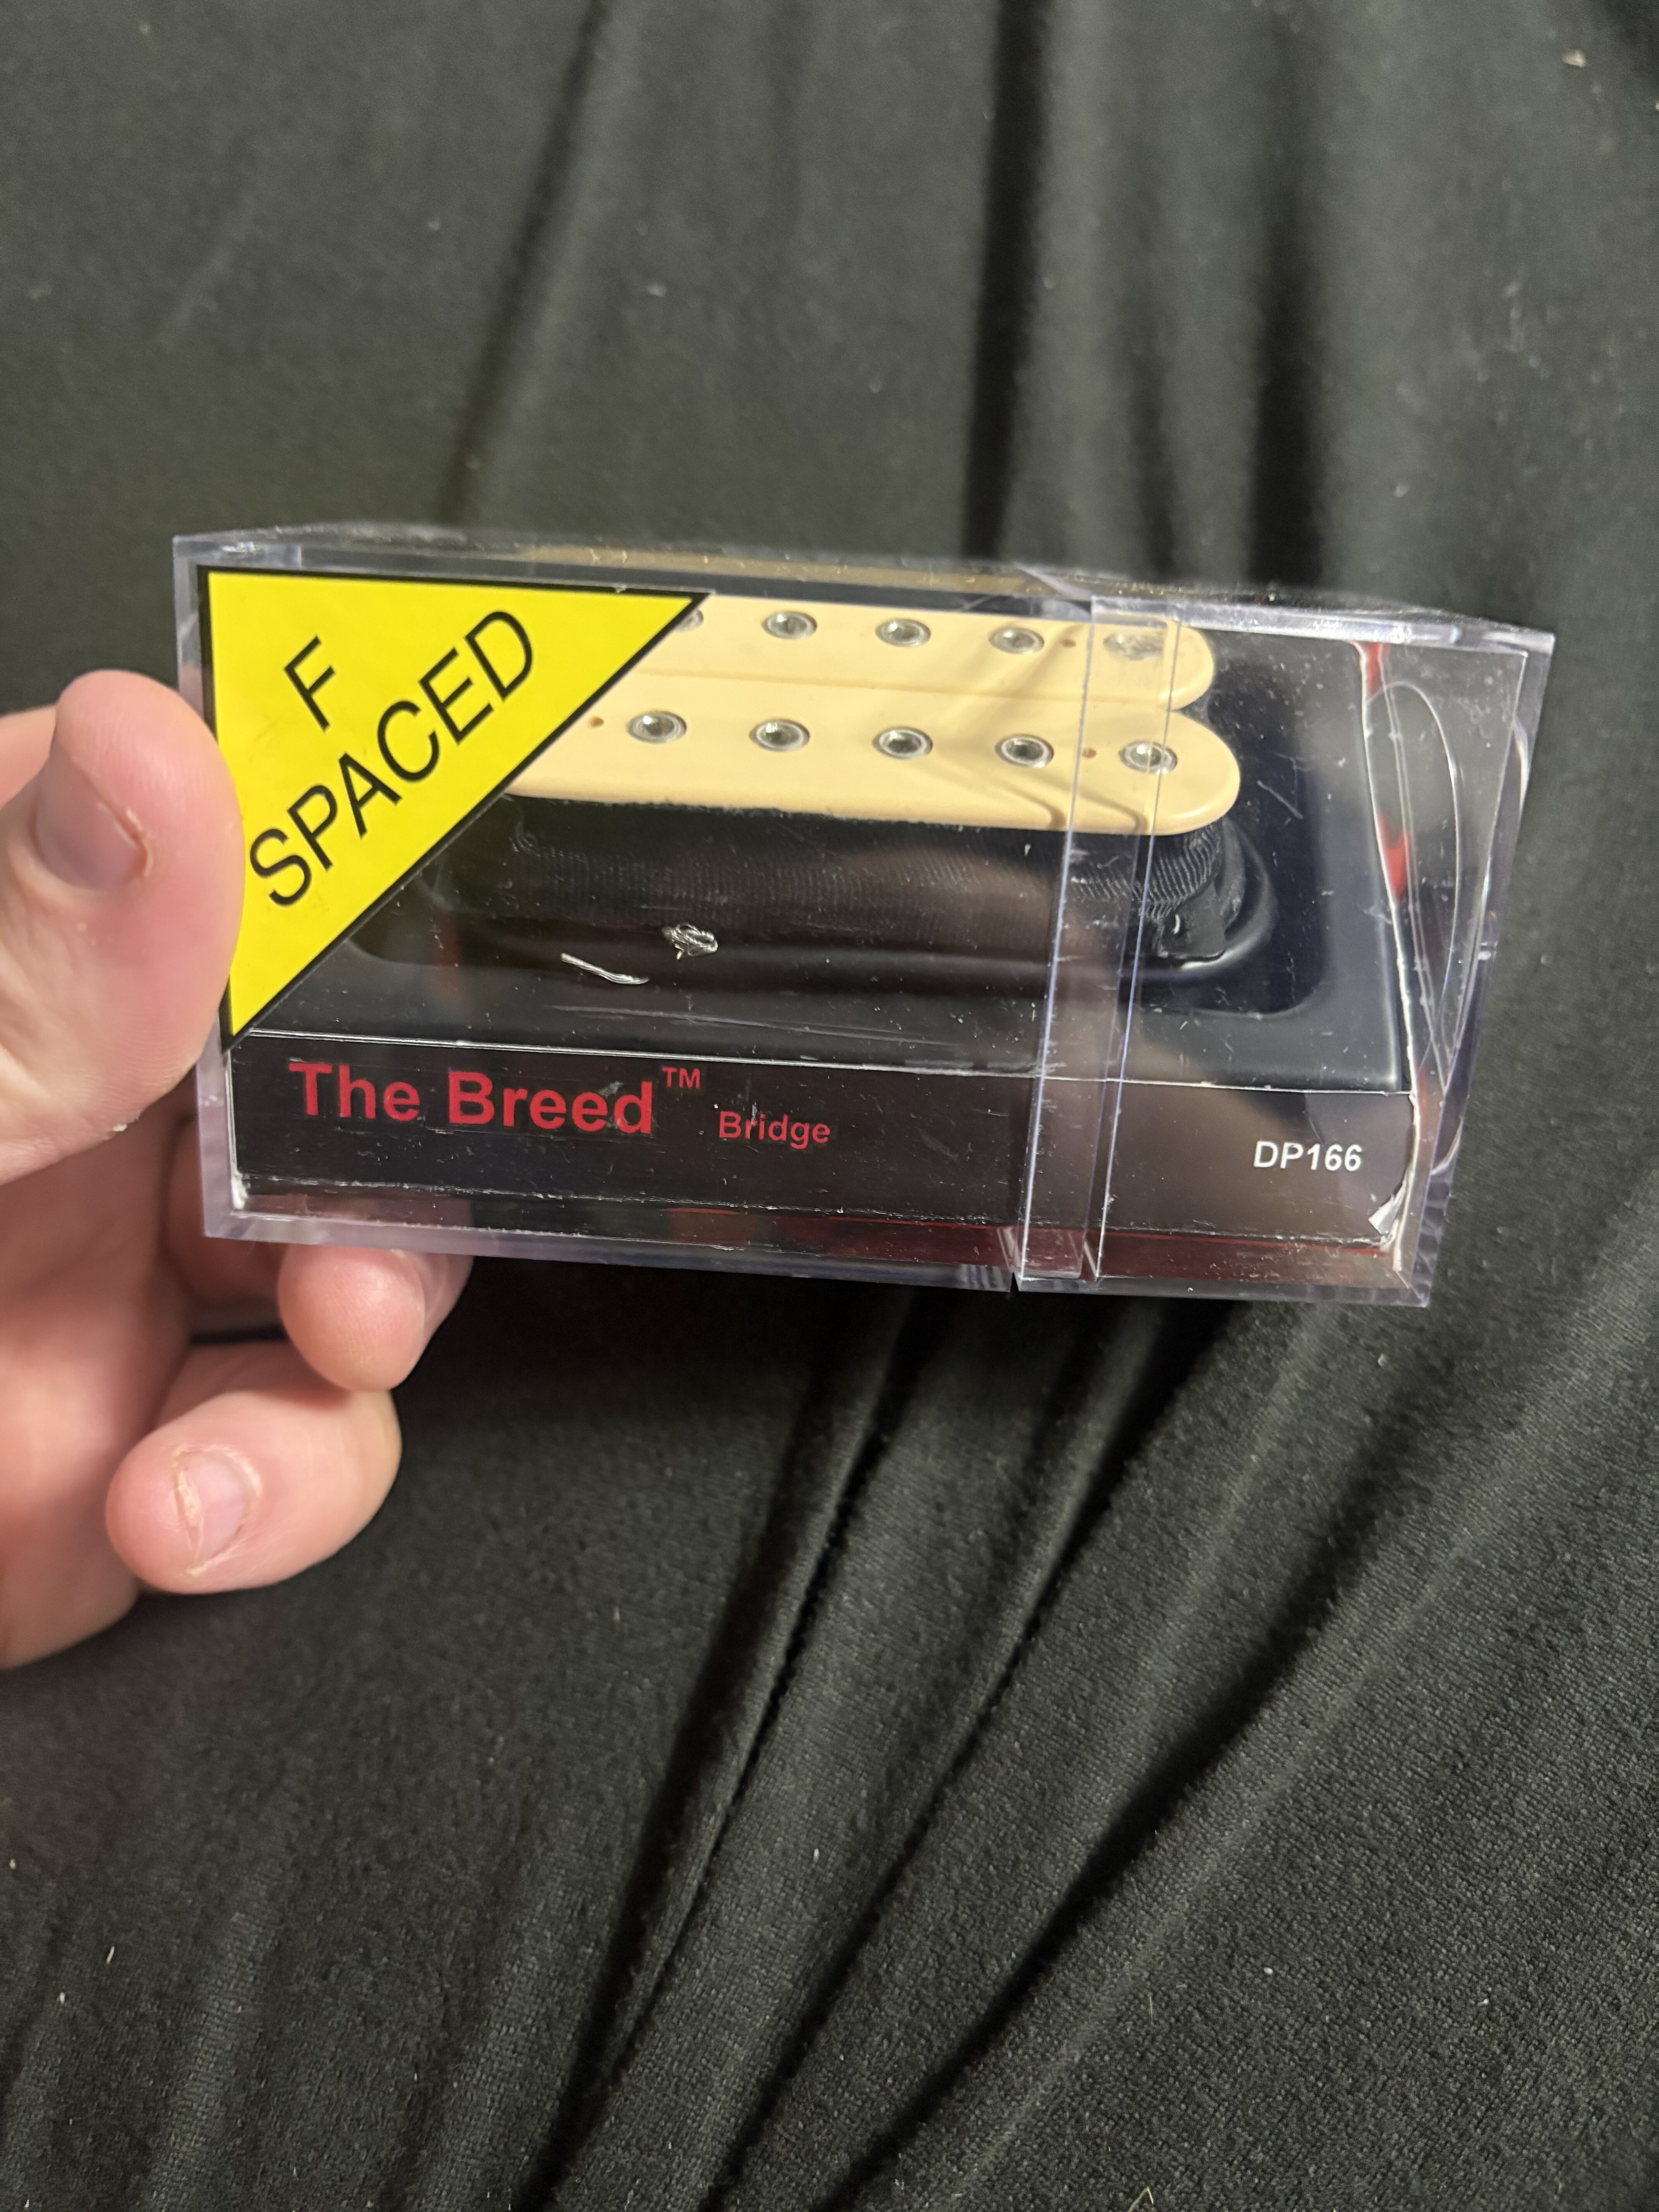 F
SPACED
The Breed™ Bridge
DP166